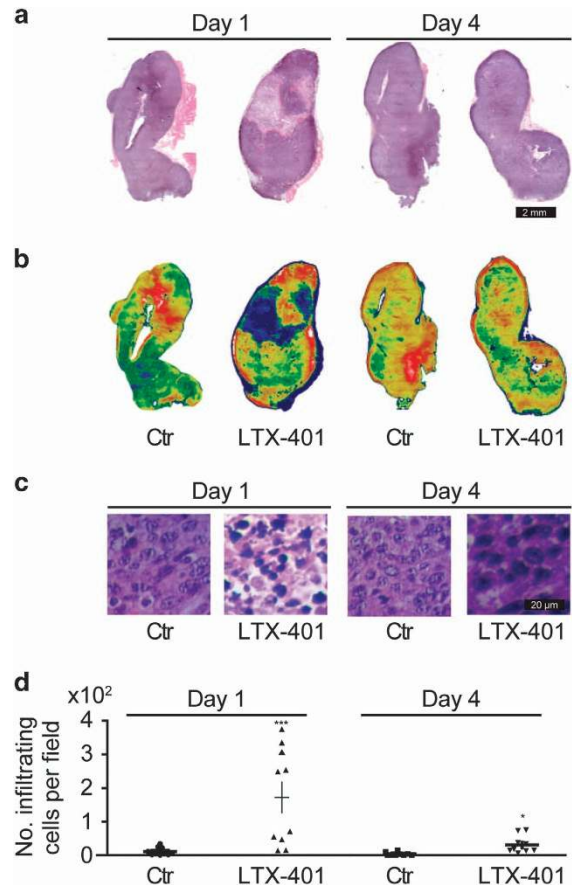 a
Day 1 Day 4
2 mm
b
Ctr LTX-401 Ctr LTX-401
c
Day 1 Day 4
20 µm
Ctr LTX-401 Ctr LTX-401
d
Day 1 Day 4
x10²
No. infiltrating
cells per field
4
***
3
2
1
*
0
Ctr LTX-401 Ctr LTX-401